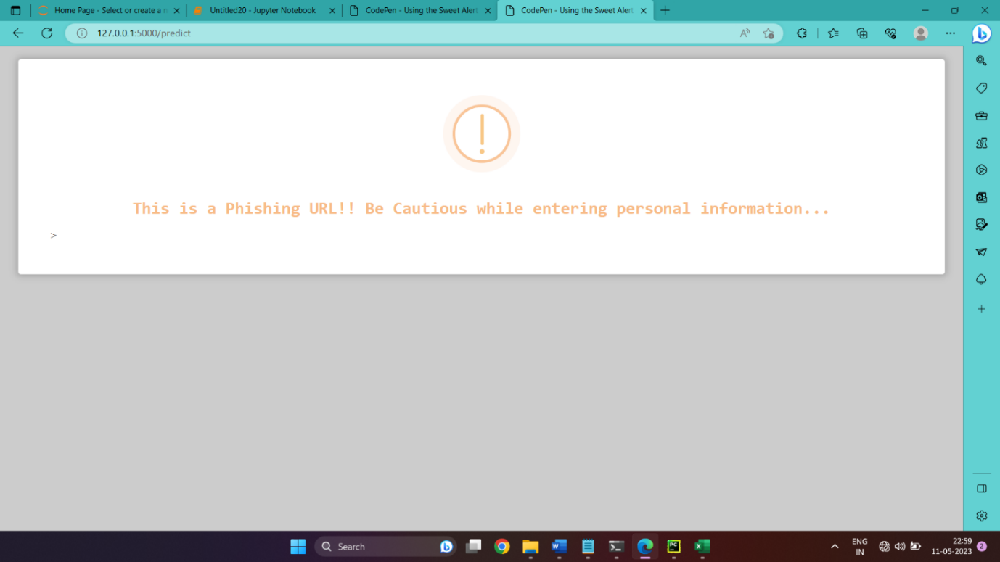 Home Page - Select or create a n
Untitled20 - Jupyter Notebook
CodePen - Using the Sweet Alert
CodePen - Using the Sweet Alert
127.0.0.1:5000/predict
This is a Phishing URL!! Be Cautious while entering personal information...
>
Search
ENG
IN
22:59
11-05-2023
2